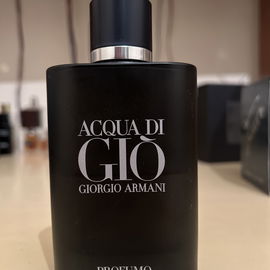 ACQUA DI
GIÒ
GIORGIO ARMANI
PROFUMO